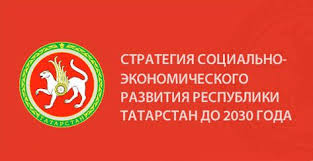 СТРАТЕГИЯ СОЦИАЛЬНО-
ЭКОНОМИЧЕСКОГО
РАЗВИТИЯ РЕСПУБЛИКИ
ТАТАРСТАН ДО 2030 ГОДА
ТАТАРСТАН